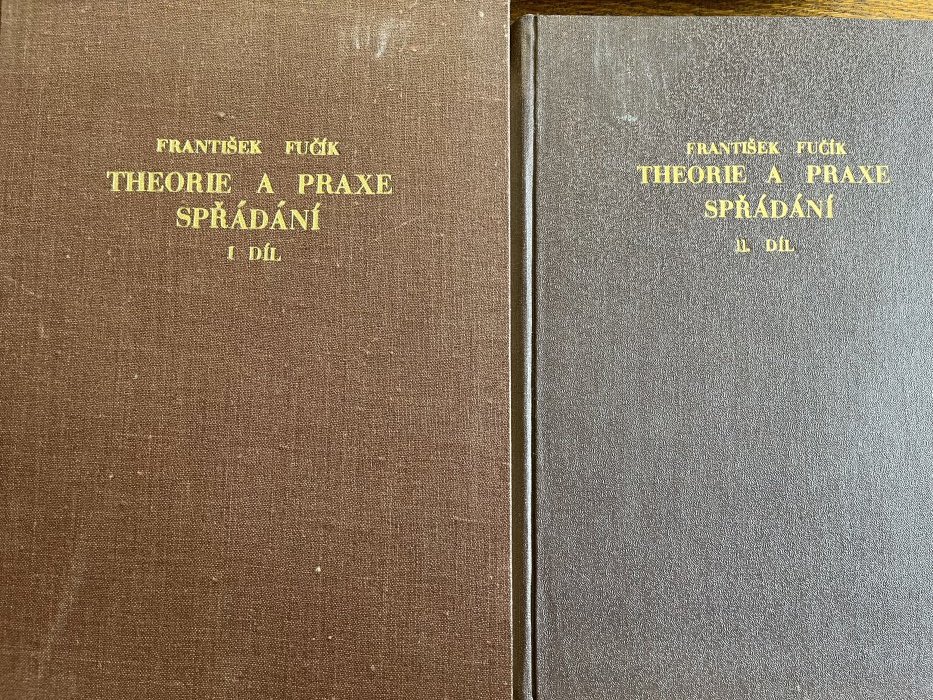 FRANTIŠEK FUČÍK
THEORIE A PRAXE
SPŘÁDÁNÍ
I DÍL
FRANTIŠEK FUČÍK
THEORIE A PRAXE
SPŘÁDÁNÍ
II. DÍL